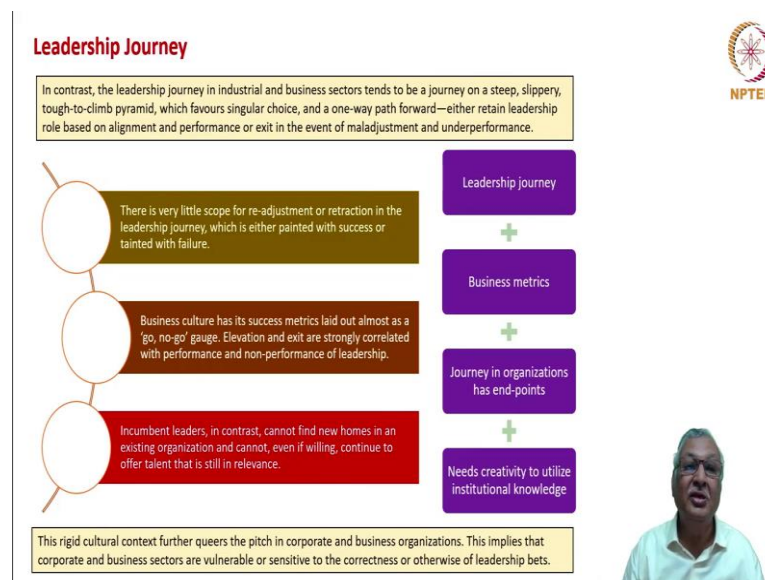 Leadership Journey
In contrast, the leadership journey in industrial and business sectors tends to be a journey on a steep, slippery,
tough-to-climb pyramid, which favours singular choice, and a one-way path forward—either retain leadership
role based on alignment and performance or exit in the event of maladjustment and underperformance.
NPTEL
There is very little scope for re-adjustment or retraction in the
leadership journey, which is either painted with success or
tainted with failure.
Business culture has its success metrics laid out almost as a
‘go, no-go’ gauge. Elevation and exit are strongly correlated
with performance and non-performance of leadership.
Incumbent leaders, in contrast, cannot find new homes in an
existing organization and cannot, even if willing, continue to
offer talent that is still in relevance.
Leadership journey
Business metrics
Journey in organizations
has end-points
Needs creativity to utilize
institutional knowledge
This rigid cultural context further queers the pitch in corporate and business organizations. This implies that
corporate and business sectors are vulnerable or sensitive to the correctness or otherwise of leadership bets.